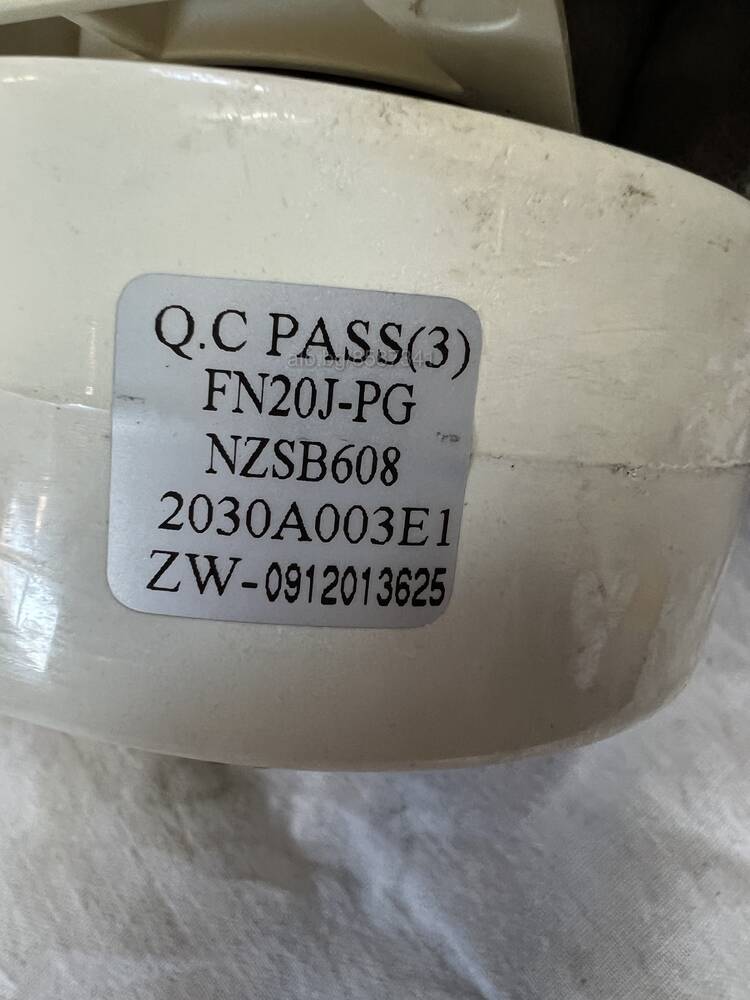 Q.C PASS(3)
FN20J-PG
NZSB608
2030A003E1
ZW-0912013625